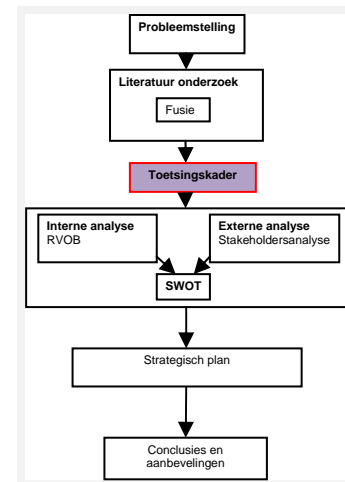 Probleemstelling
Literatuur onderzoek
Fusie
Toetsingskader
Interne analyse
RVOB
Externe analyse
Stakeholdersanalyse
SWOT
Strategisch plan
Conclusies en
aanbevelingen